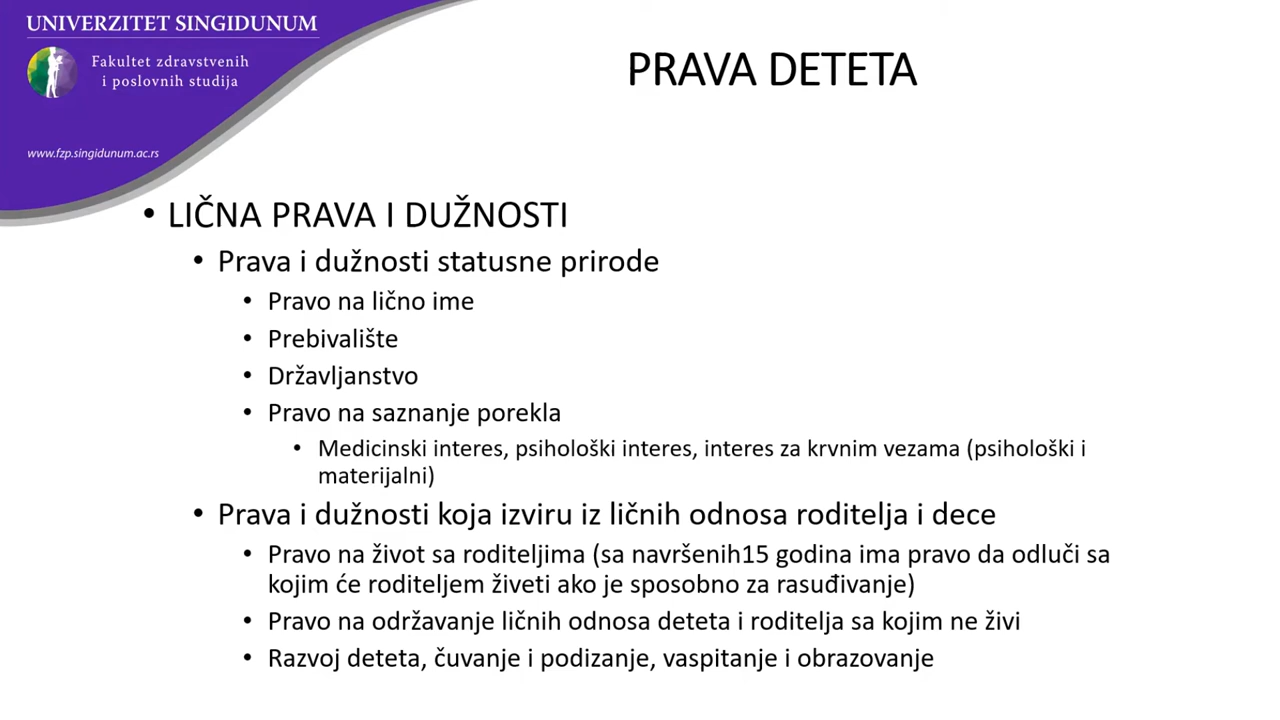 UNIVERZITET SINGIDUNUM
Fakultet zdravstvenih
i poslovnih studija
www.fzp.singidunum.ac.rs
PRAVA DETETA
• LIČNA PRAVA I DUŽNOSTI
• Prava i dužnosti statusne prirode
• Pravo na lično ime
• Prebivalište
• Državljanstvo
• Pravo na saznanje porekla
• Medicinski interes, psihološki interes, interes za krvnim vezama (psihološki i
materijalni)
• Prava i dužnosti koja izviru iz ličnih odnosa roditelja i dece
• Pravo na život sa roditeljima (sa navršenih15 godina ima pravo da odluči sa
kojim će roditeljem živeti ako je sposobno za rasuđivanje)
• Pravo na održavanje ličnih odnosa deteta i roditelja sa kojim ne živi
• Razvoj deteta, čuvanje i podizanje, vaspitanje i obrazovanje